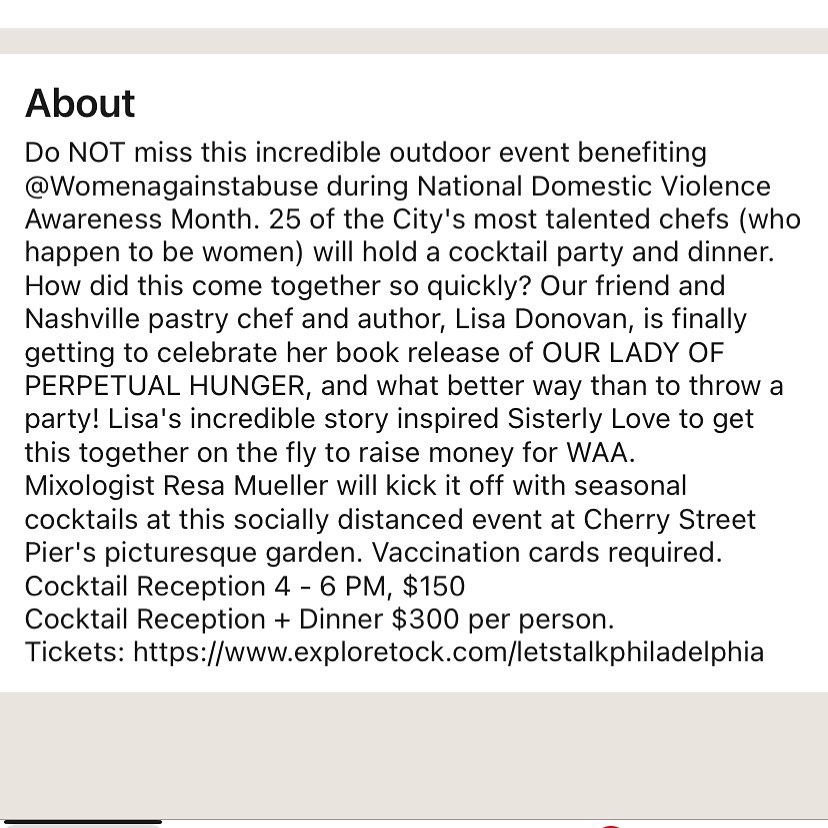 About
Do NOT miss this incredible outdoor event benefiting
@Womenagainstabuse during National Domestic Violence
Awareness Month. 25 of the City's most talented chefs (who
happen to be women) will hold a cocktail party and dinner.
How did this come together so quickly? Our friend and
Nashville pastry chef and author, Lisa Donovan, is finally
getting to celebrate her book release of OUR LADY OF
PERPETUAL HUNGER, and what better way than to throw a
party! Lisa's incredible story inspired Sisterly Love to get
this together on the fly to raise money for WAA.
Mixologist Resa Mueller will kick it off with seasonal
cocktails at this socially distanced event at Cherry Street
Pier's picturesque garden. Vaccination cards required.
Cocktail Reception 4 - 6 PM, $150
Cocktail Reception + Dinner $300 per person.
Tickets: https://www.exploretock.com/letstalkphiladelphia